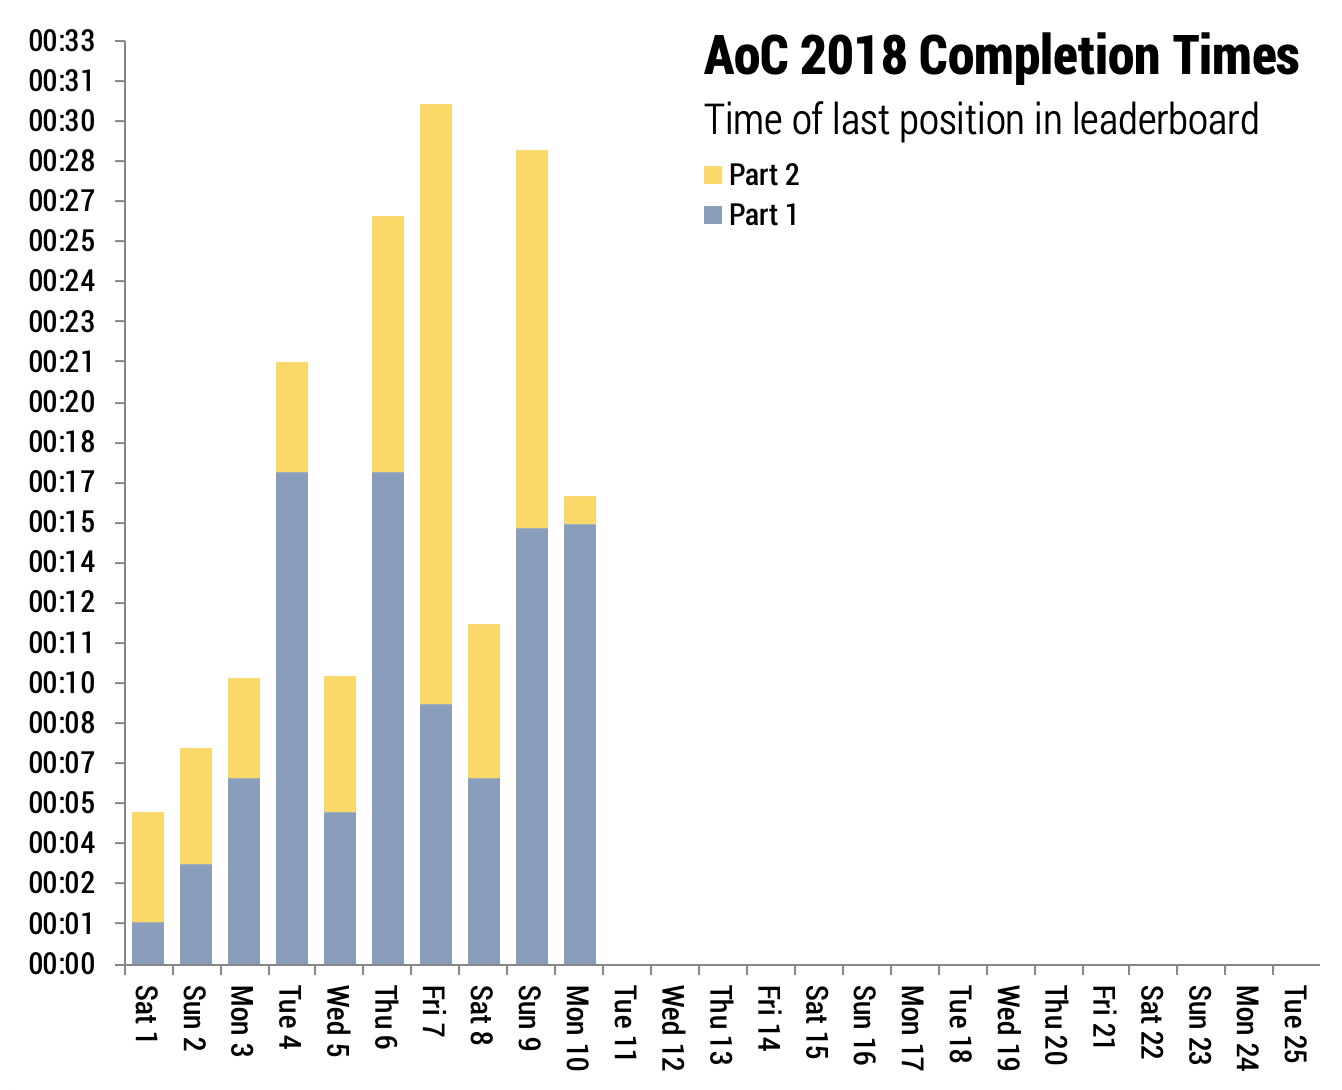 AoC 2018 Completion Times
Time of last position in leaderboard
Part 2
Part 1
00:33
00:31
00:30
00:28
00:27
00:25
00:24
00:23
00:21
00:20
00:18
00:17
00:15
00:14
00:12
00:11
00:10
00:08
00:07
00:05
00:04
00:02
00:01
00:00
Sat 1
Sun 2
Mon 3
Tue 4
Wed 5
Thu 6
Fri 7
Sat 8
Sun 9
Mon 10
Tue 11
Wed 12
Thu 13
Fri 14
Sat 15
Sun 16
Mon 17
Tue 18
Wed 19
Thu 20
Fri 21
Sat 22
Sun 23
Mon 24
Tue 25